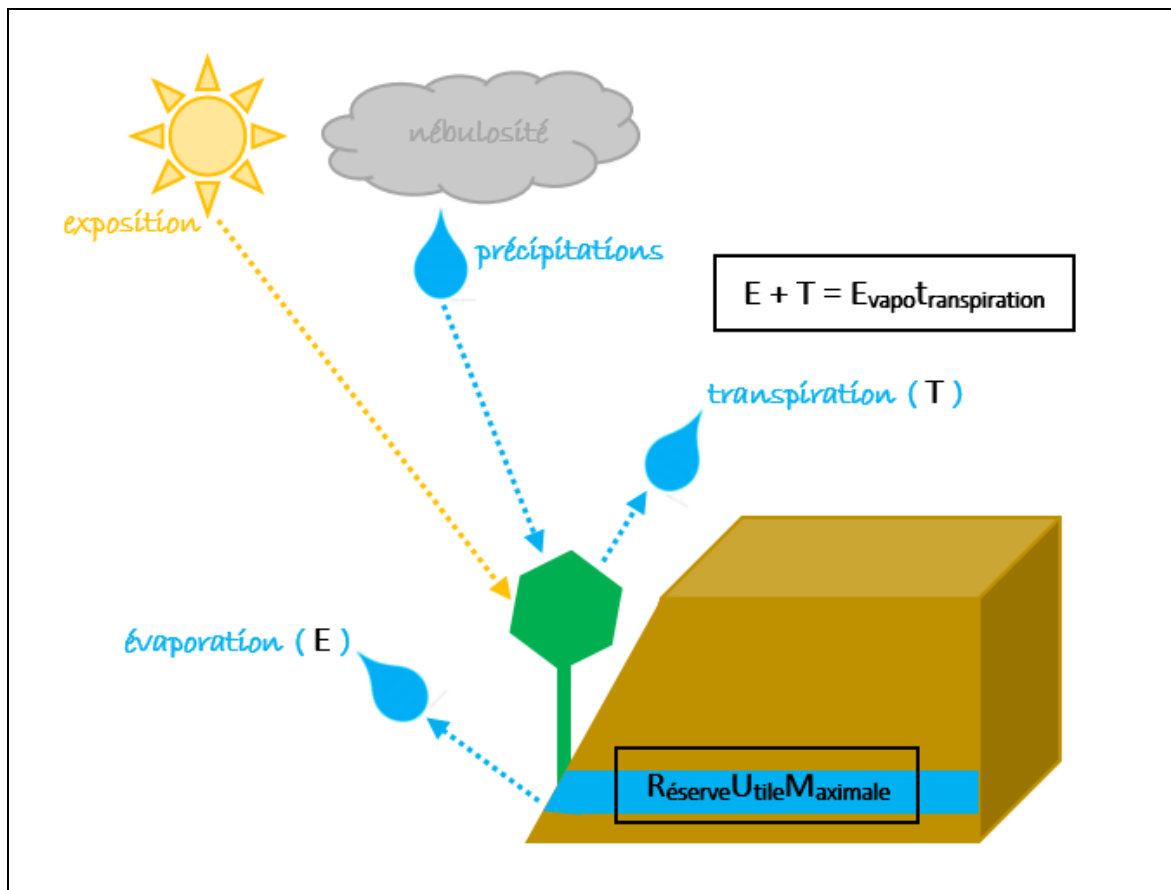 nébulosité
exposition
précipitations
E + T = Evapotranspiration
transpiration ( T )
évaporation ( E )
RéserveUtileMaximale